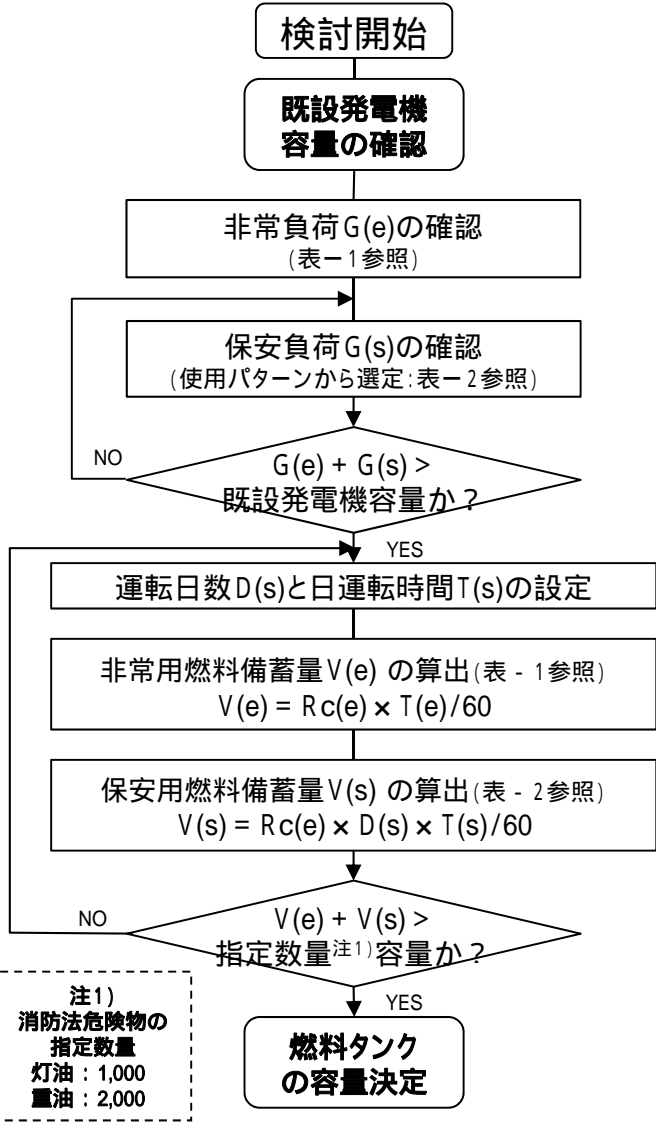 検討開始
既設発電機
容量の確認
非常負荷G(e)の確認
(表ー1参照)
保安負荷G(s)の確認
(使用パターンから選定:表ー2参照)
NO
G(e) + G(s) >
既設発電機容量か?
YES
運転日数D(s)と日運転時間T(s)の設定
非常用燃料備蓄量V(e) の算出(表 - 1参照)
V(e) = Rc(e) × T(e)/60
保安用燃料備蓄量V(s) の算出(表 - 2参照)
V(s) = Rc(e) × D(s) × T(s)/60
NO
V(e) + V(s) >
指定数量注1)容量か?
YES
注1)
消防法危険物の
指定数量
灯油 : 1,000
重油 : 2,000
燃料タンク
の容量決定